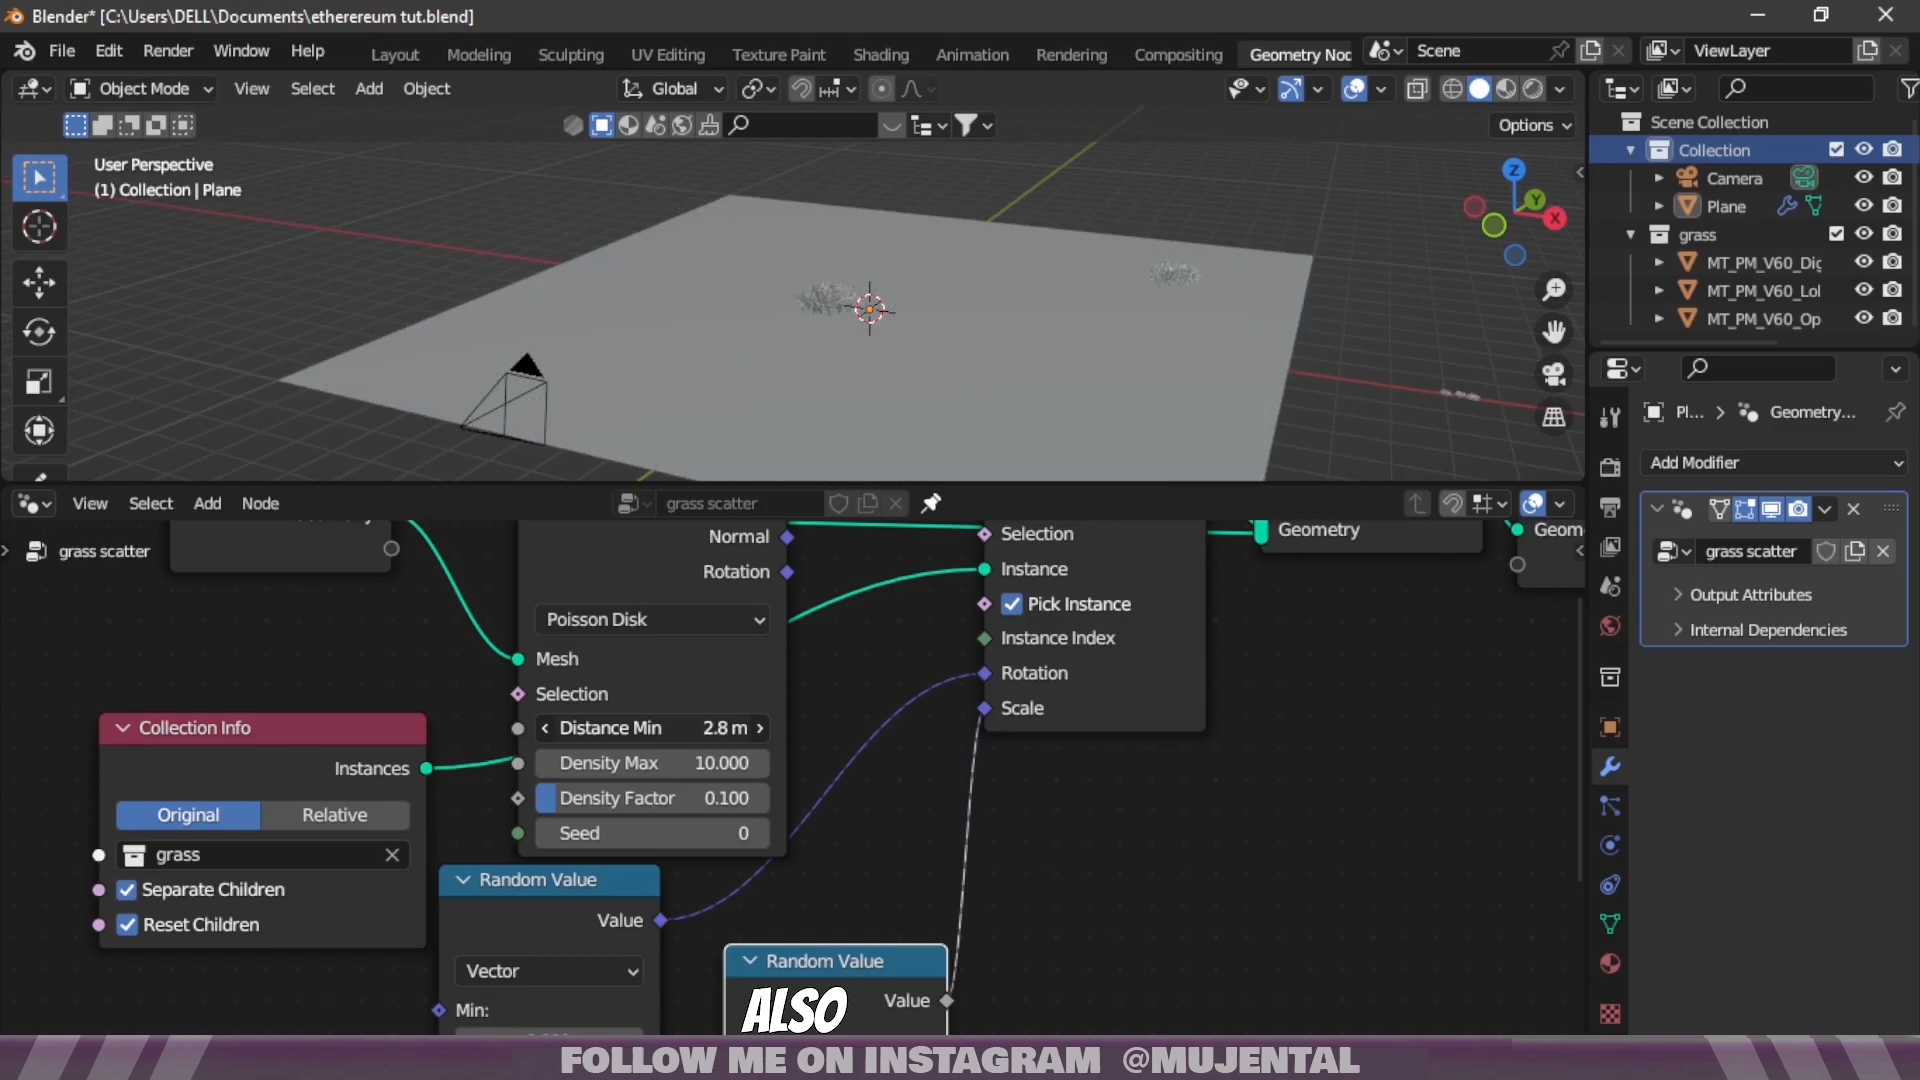 Blender* [C:\Users\DELL\Documents\etherereum tut.blend]
File Edit Render Window Help Layout Modeling Sculpting UV Editing Texture Paint Shading Animation Rendering Compositing Geometry Noc Scene ViewLayer
Object Mode View Select Add Object Global
Options
User Perspective
(1) Collection | Plane
Z
Y
X
Scene Collection
Collection
Camera
Plane
grass
MT_PM_V60_Dig
MT_PM_V60_Lol
MT_PM_V60_Op
Pl... > Geometry...
Add Modifier
grass scatter
Output Attributes
Internal Dependencies
View Select Add Node grass scatter
grass scatter
Normal
Rotation
Poisson Disk
Mesh
Selection
Distance Min 2.8 m
Density Max 10.000
Density Factor 0.100
Seed 0
Selection
Instance
Pick Instance
Instance Index
Rotation
Scale
Geometry
Geom
Collection Info
Instances
Original Relative
grass
Separate Children
Reset Children
Random Value
Value
Vector
Min:
Random Value
Value
ALSO
FOLLOW ME ON INSTAGRAM @MUJENTAL